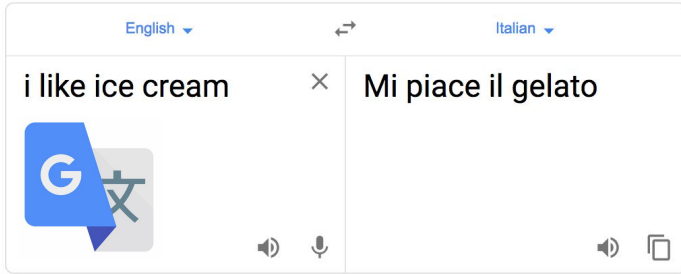 English
Italian
i like ice cream
Mi piace il gelato
G 文